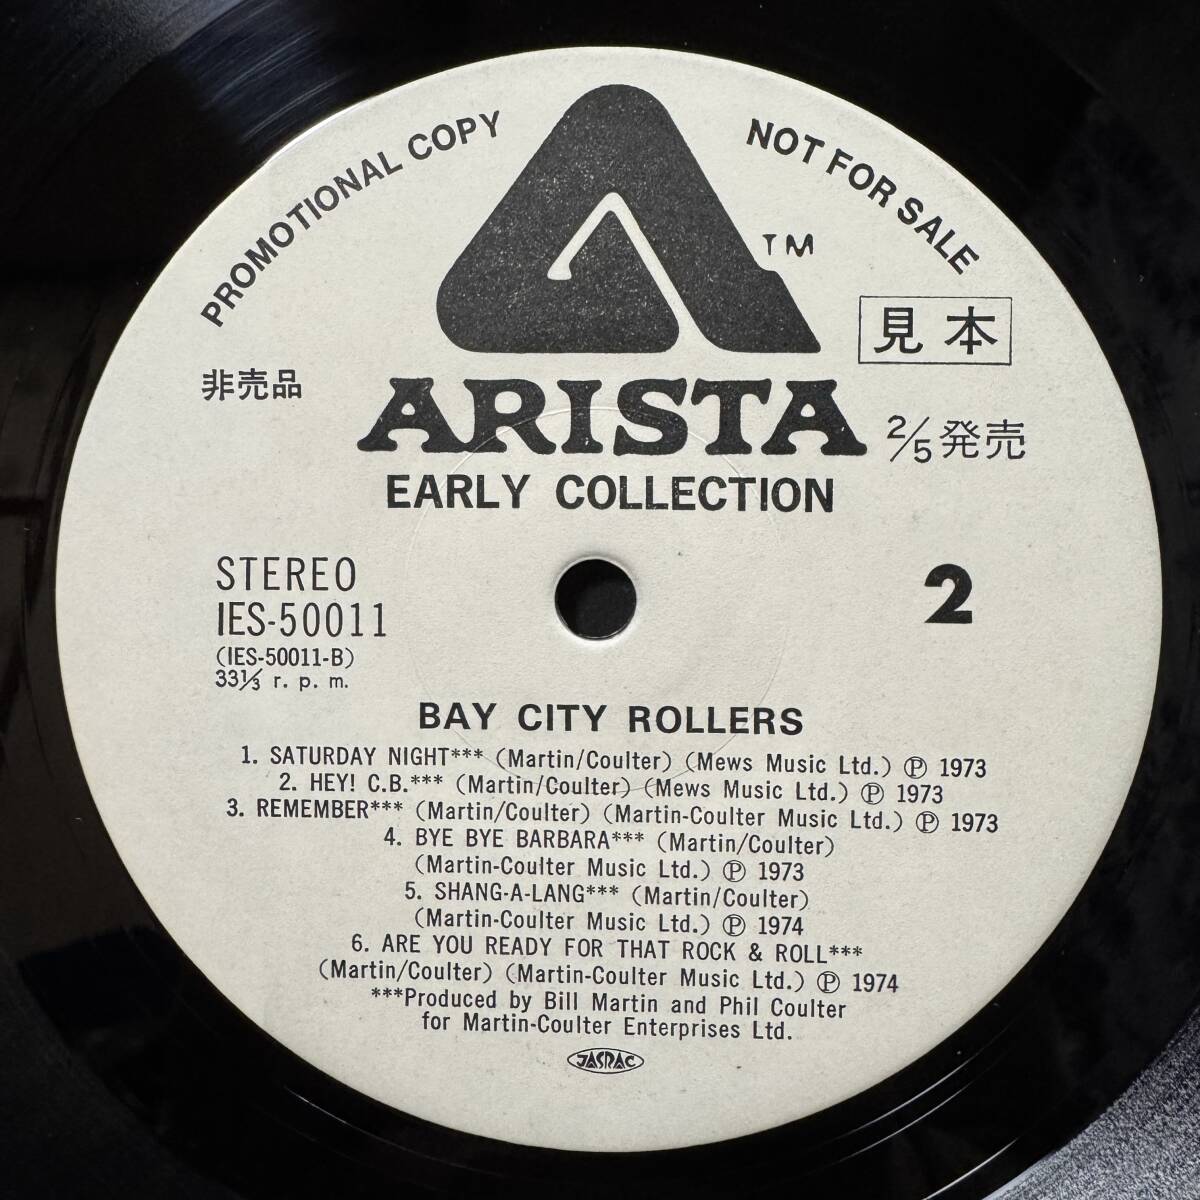 PROMOTIONAL COPY
NOT FOR SALE
TM
見本
非売品
ARISTA
2/5発売
EARLY COLLECTION
STEREO
IES-50011
(IES-50011-B)
33⅓ r. p. m.
2
BAY CITY ROLLERS
1. SATURDAY NIGHT*** (Martin/Coulter) (Mews Music Ltd.) Ⓟ 1973
2. HEY! C.B.*** (Martin/Coulter) (Mews Music Ltd.) Ⓟ 1973
3. REMEMBER*** (Martin/Coulter) (Martin-Coulter Music Ltd.) Ⓟ 1973
4. BYE BYE BARBARA*** (Martin/Coulter)
(Martin-Coulter Music Ltd.) Ⓟ 1973
5. SHANG-A-LANG*** (Martin/Coulter)
(Martin-Coulter Music Ltd.) Ⓟ 1974
6. ARE YOU READY FOR THAT ROCK & ROLL***
(Martin/Coulter) (Martin-Coulter Music Ltd.) Ⓟ 1974
***Produced by Bill Martin and Phil Coulter
for Martin-Coulter Enterprises Ltd.
JASRAC